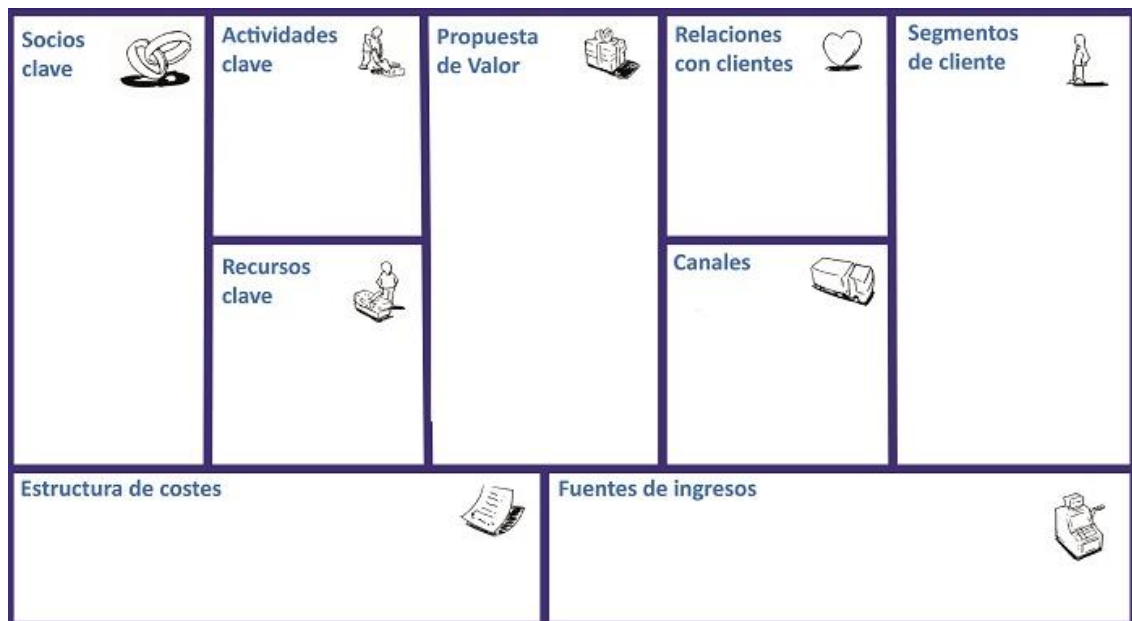 Socios
clave
Actividades
clave
Propuesta
de Valor
Relaciones
con clientes
Segmentos
de cliente
Recursos
clave
Canales
Estructura de costes
Fuentes de ingresos